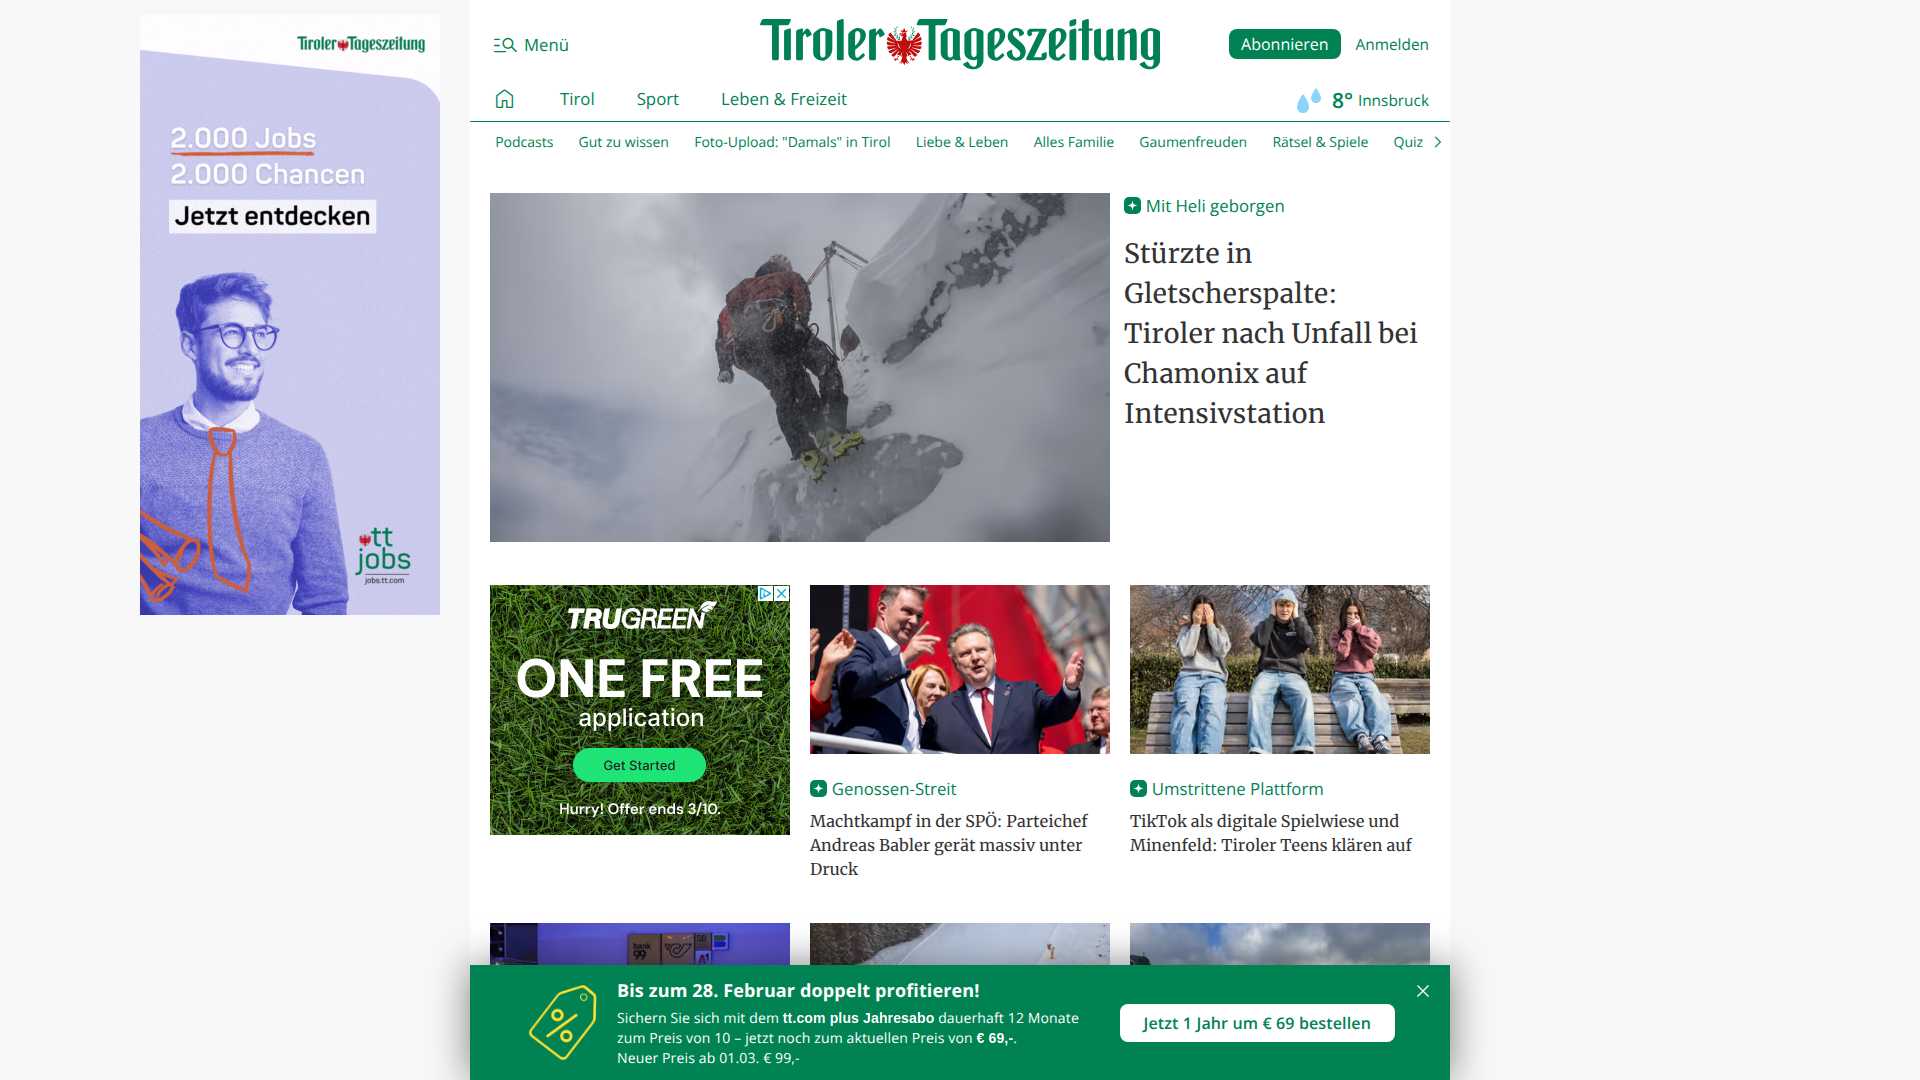 Tiroler Tageszeitung
2.000 Jobs
2.000 Chancen
Jetzt entdecken
tt
jobs
jobs.tt.com
Menü
Tiroler Tageszeitung
Abonnieren
Anmelden
Tirol
Sport
Leben & Freizeit
8° Innsbruck
Podcasts
Gut zu wissen
Foto-Upload: "Damals" in Tirol
Liebe & Leben
Alles Familie
Gaumenfreuden
Rätsel & Spiele
Quiz
Mit Heli geborgen
Stürzte in
Gletscherspalte:
Tiroler nach Unfall bei
Chamonix auf
Intensivstation
TRUGREEN
ONE FREE
application
Get Started
Hurry! Offer ends 3/10.
Genossen-Streit
Machtkampf in der SPÖ: Parteichef
Andreas Babler gerät massiv unter
Druck
Umstrittene Plattform
TikTok als digitale Spielwiese und
Minenfeld: Tiroler Teens klären auf
bank
99
A1
Bis zum 28. Februar doppelt profitieren!
Sichern Sie sich mit dem tt.com plus Jahresabo dauerhaft 12 Monate
zum Preis von 10 – jetzt noch zum aktuellen Preis von € 69,-.
Neuer Preis ab 01.03. € 99,-
Jetzt 1 Jahr um € 69 bestellen